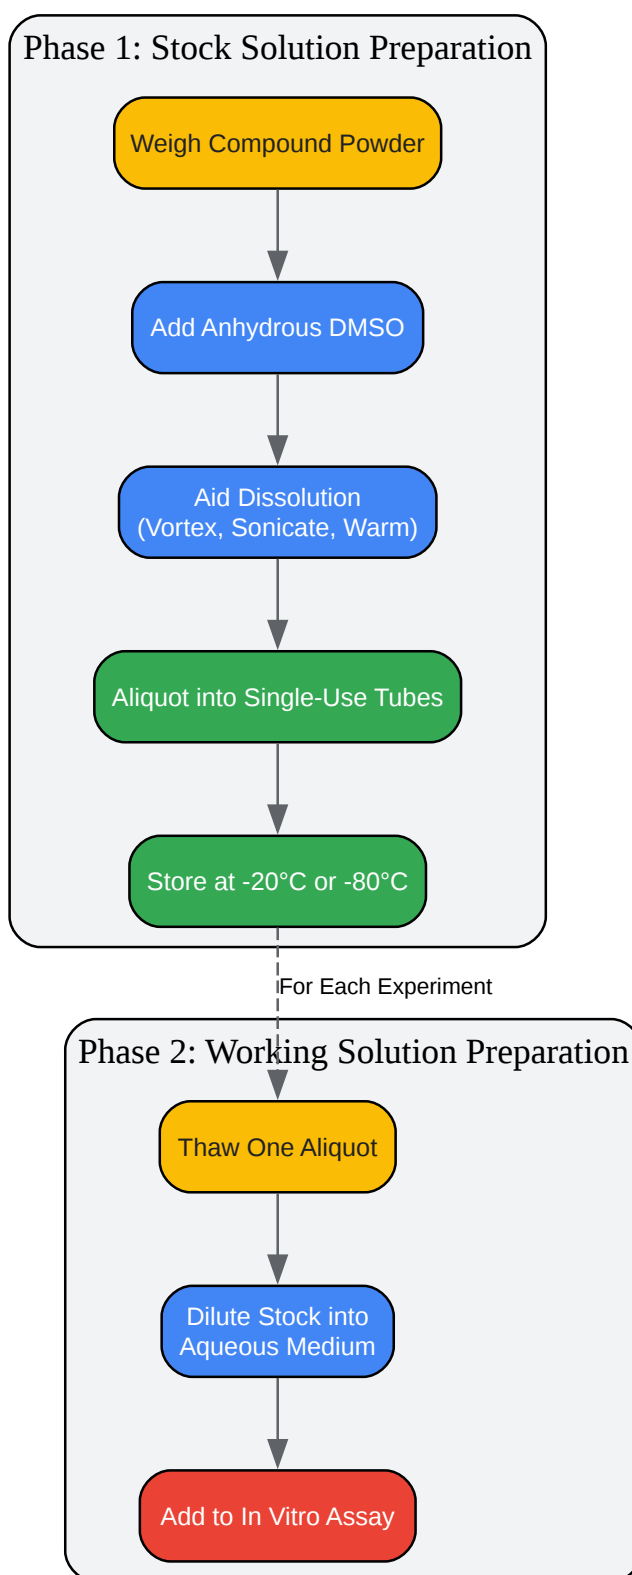 Phase 1: Stock Solution Preparation
Weigh Compound Powder
Add Anhydrous DMSO
Aid Dissolution
(Vortex, Sonicate, Warm)
Aliquot into Single-Use Tubes
Store at -20°C or -80°C
For Each Experiment
Phase 2: Working Solution Preparation
Thaw One Aliquot
Dilute Stock into
Aqueous Medium
Add to In Vitro Assay